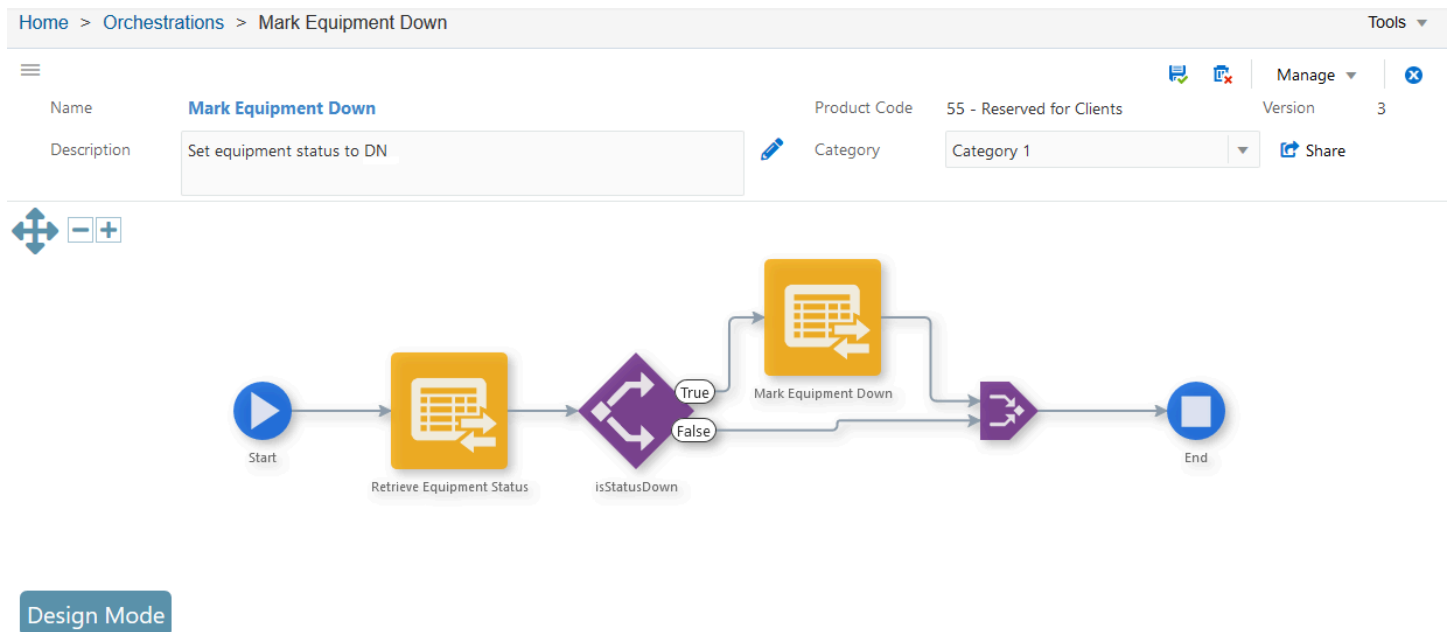 Home > Orchestrations > Mark Equipment Down
Tools
Manage
Name
Mark Equipment Down
Product Code
55 - Reserved for Clients
Version
3
Description
Set equipment status to DN
Category
Category 1
Share
True
False
Mark Equipment Down
Start
End
Retrieve Equipment Status
isStatusDown
Design Mode